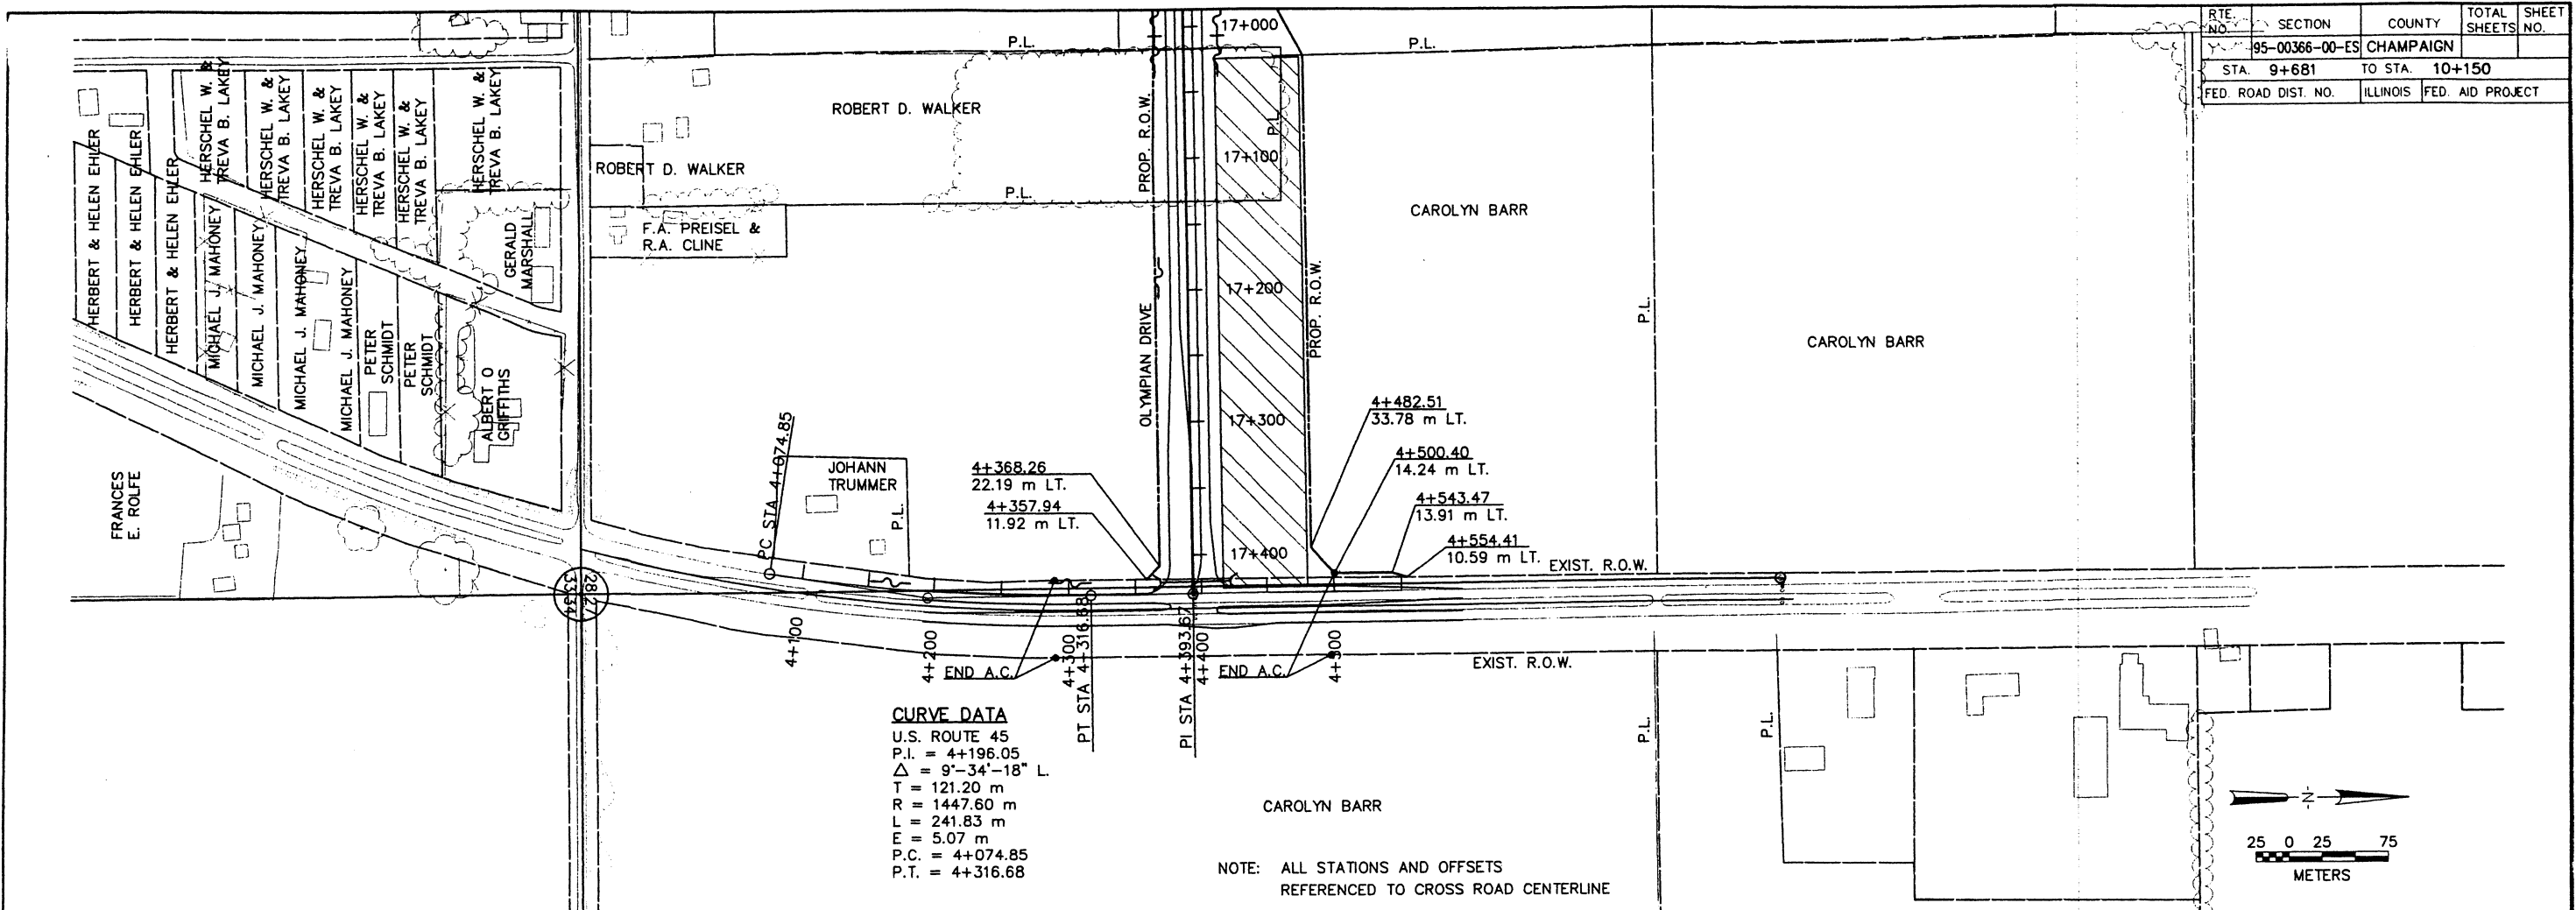 RTE. NO. SECTION COUNTY TOTAL SHEETS SHEET NO.
95-00366-00-ES CHAMPAIGN
STA. 9+681 TO STA. 10+150
FED. ROAD DIST. NO. ILLINOIS FED. AID PROJECT
17+000
P.L.
P.L.
ROBERT D. WALKER
PROP. R.O.W.
P.L.
17+100
ROBERT D. WALKER
P.L.
CAROLYN BARR
F.A. PREISEL &
R.A. CLINE
HERBERT & HELEN EHLER
HERBERT & HELEN EHLER
HERBERT & HELEN EHLER
HERSCHEL W. &
TREVA B. LAKEY
HERSCHEL W. &
TREVA B. LAKEY
HERSCHEL W. &
TREVA B. LAKEY
HERSCHEL W. &
TREVA B. LAKEY
HERSCHEL W. &
TREVA B. LAKEY
HERSCHEL W. &
TREVA B. LAKEY
MICHAEL J. MAHONEY
MICHAEL J. MAHONEY
MICHAEL J. MAHONEY
MICHAEL J. MAHONEY
PETER
SCHMIDT
PETER
SCHMIDT
GERALD
MARSHALL
ALBERT O
GRIFFITHS
FRANCES
E. ROLFE
17+200
PROP. R.O.W.
P.L.
OLYMPIAN DRIVE
CAROLYN BARR
17+300
17+400
PC STA 4+074.85
JOHANN
TRUMMER
P.L.
4+368.26
22.19 m LT.
4+357.94
11.92 m LT.
4+482.51
33.78 m LT.
4+500.40
14.24 m LT.
4+543.47
13.91 m LT.
4+554.41
10.59 m LT.
EXIST. R.O.W.
28 27
33 34
4+100
4+200
END A.C.
4+300
PT STA 4+316.68
PI STA 4+393.67
4+400
END A.C.
4+500
EXIST. R.O.W.
P.L.
P.L.
CURVE DATA
U.S. ROUTE 45
P.I. = 4+196.05
△ = 9°-34'-18" L.
T = 121.20 m
R = 1447.60 m
L = 241.83 m
E = 5.07 m
P.C. = 4+074.85
P.T. = 4+316.68
CAROLYN BARR
NOTE: ALL STATIONS AND OFFSETS
REFERENCED TO CROSS ROAD CENTERLINE
N
25 0 25 75
METERS